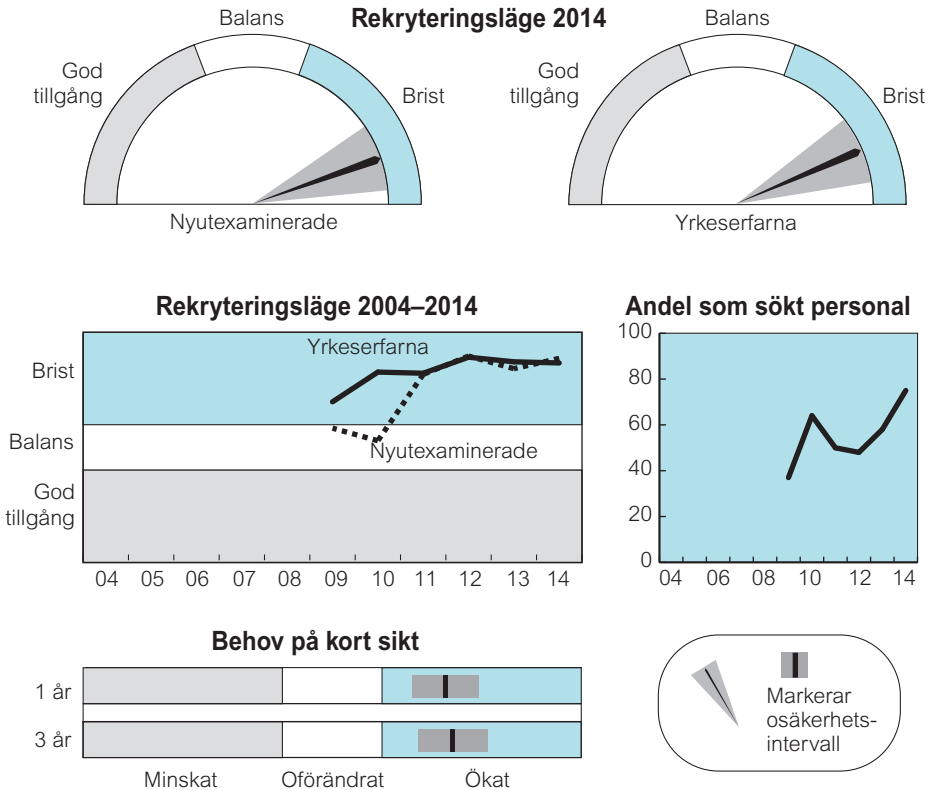 Rekryteringsläge 2014
Balans
God
tillgång
Brist
Nyutexaminerade
Balans
God
tillgång
Brist
Yrkeserfarna
Rekryteringsläge 2004–2014
Brist
Balans
God
tillgång
Yrkeserfarna
Nyutexaminerade
04 05 06 07 08 09 10 11 12 13 14
Andel som sökt personal
100
80
60
40
20
0
04 06 08 10 12 14
Behov på kort sikt
1 år
3 år
Minskat Oförändrat Ökat
Markerar
osäkerhets-
intervall